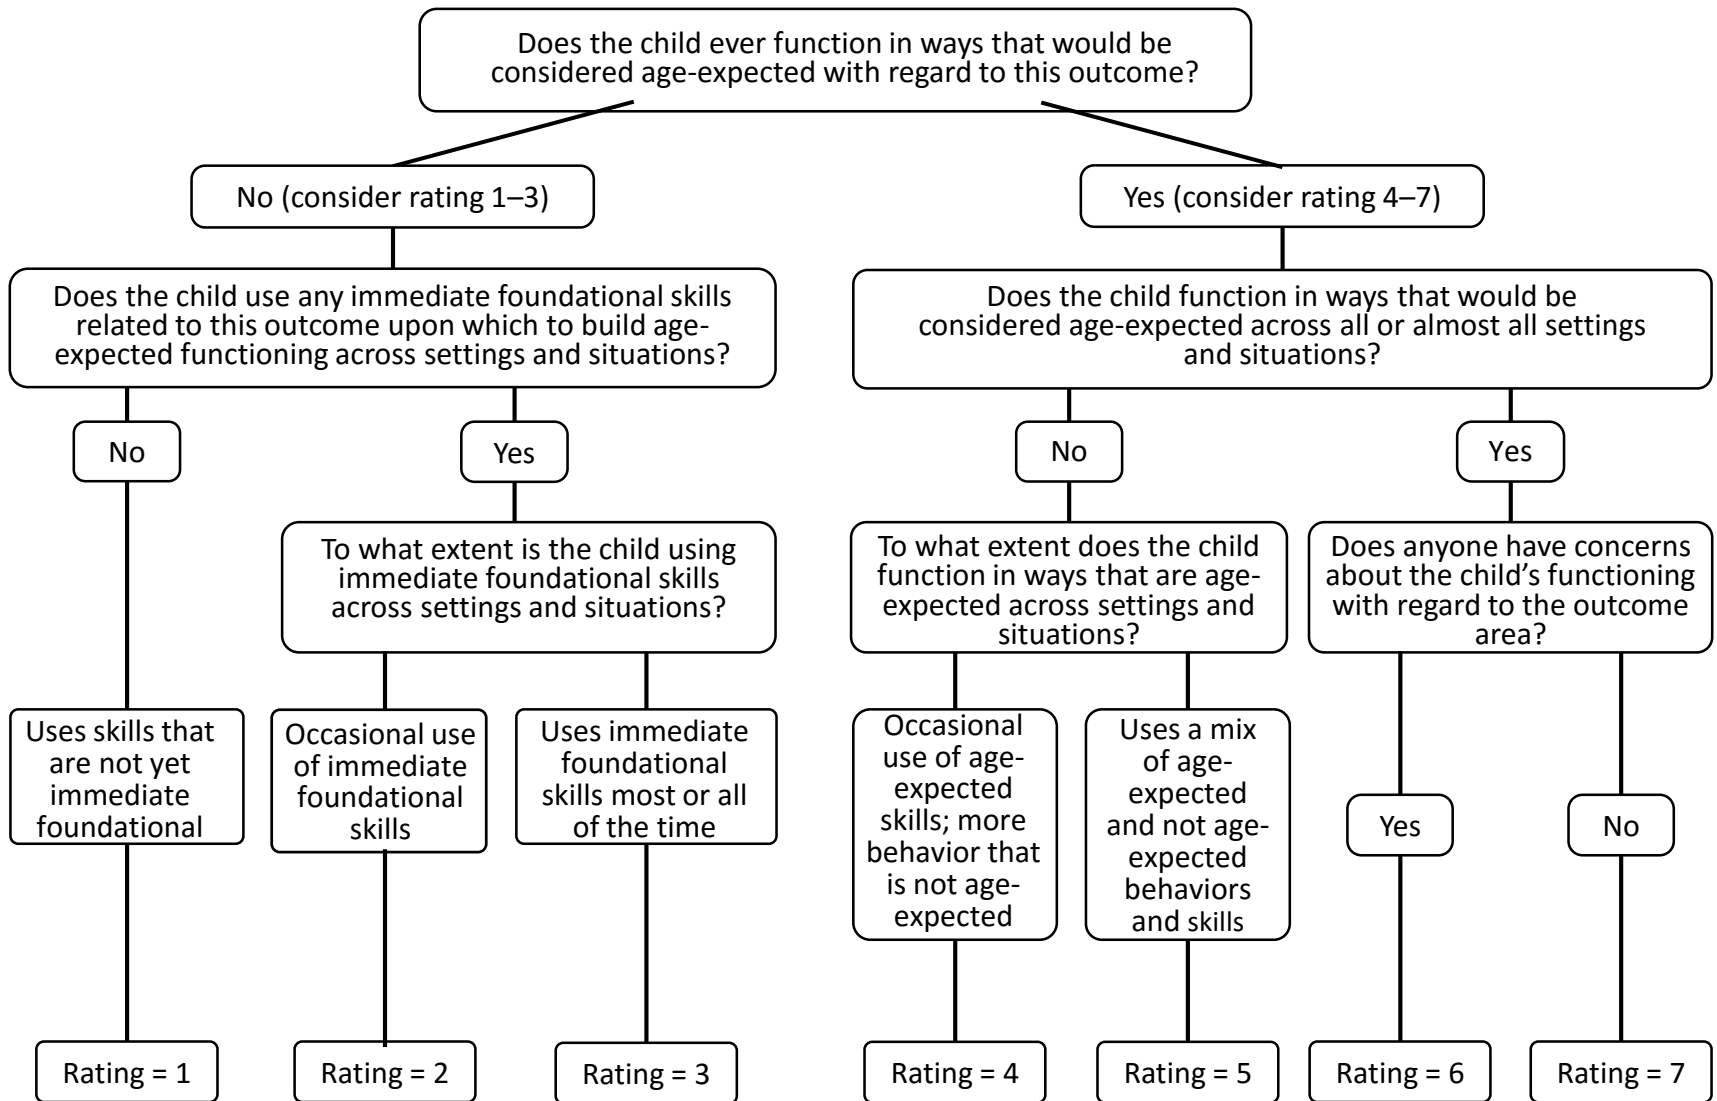 Does the child ever function in ways that would be
considered age-expected with regard to this outcome?
No (consider rating 1–3)
Yes (consider rating 4–7)
Does the child use any immediate foundational skills
related to this outcome upon which to build age-
expected functioning across settings and situations?
Does the child function in ways that would be
considered age-expected across all or almost all settings
and situations?
No
Yes
No
Yes
To what extent is the child using
immediate foundational skills
across settings and situations?
To what extent does the child
function in ways that are age-
expected across settings and
situations?
Does anyone have concerns
about the child’s functioning
with regard to the outcome
area?
Uses skills that
are not yet
immediate
foundational
Occasional use
of immediate
foundational
skills
Uses immediate
foundational
skills most or all
of the time
Occasional
use of age-
expected
skills; more
behavior that
is not age-
expected
Uses a mix
of age-
expected
and not age-
expected
behaviors
and skills
Yes
No
Rating = 1
Rating = 2
Rating = 3
Rating = 4
Rating = 5
Rating = 6
Rating = 7